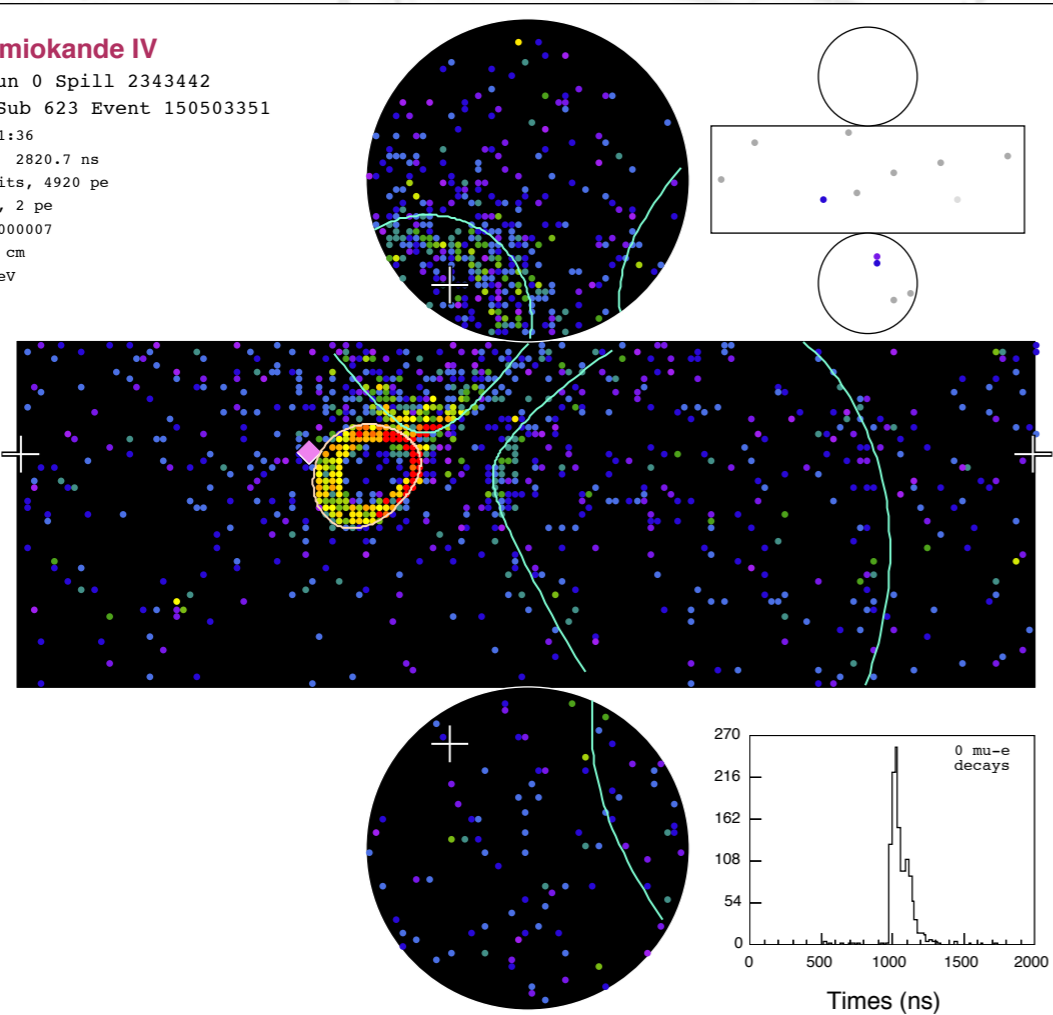 miokande IV
un 0 Spill 2343442
Sub 623 Event 150503351
1:36
2820.7 ns
its, 4920 pe
, 2 pe
000007
cm
eV
0 mu-e
decays
270
216
162
108
54
0
0 500 1000 1500 2000
Times (ns)